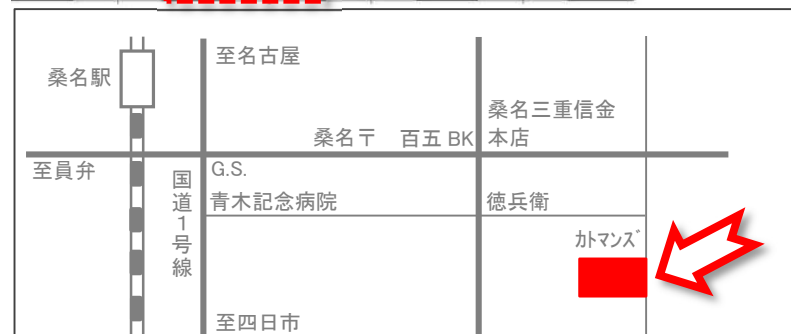 至名古屋
桑名駅
桑名三重信金
本店
桑名〒 百五 BK
至員弁
G.S.
国道1号線
青木記念病院
徳兵衛
カトマンズ
至四日市